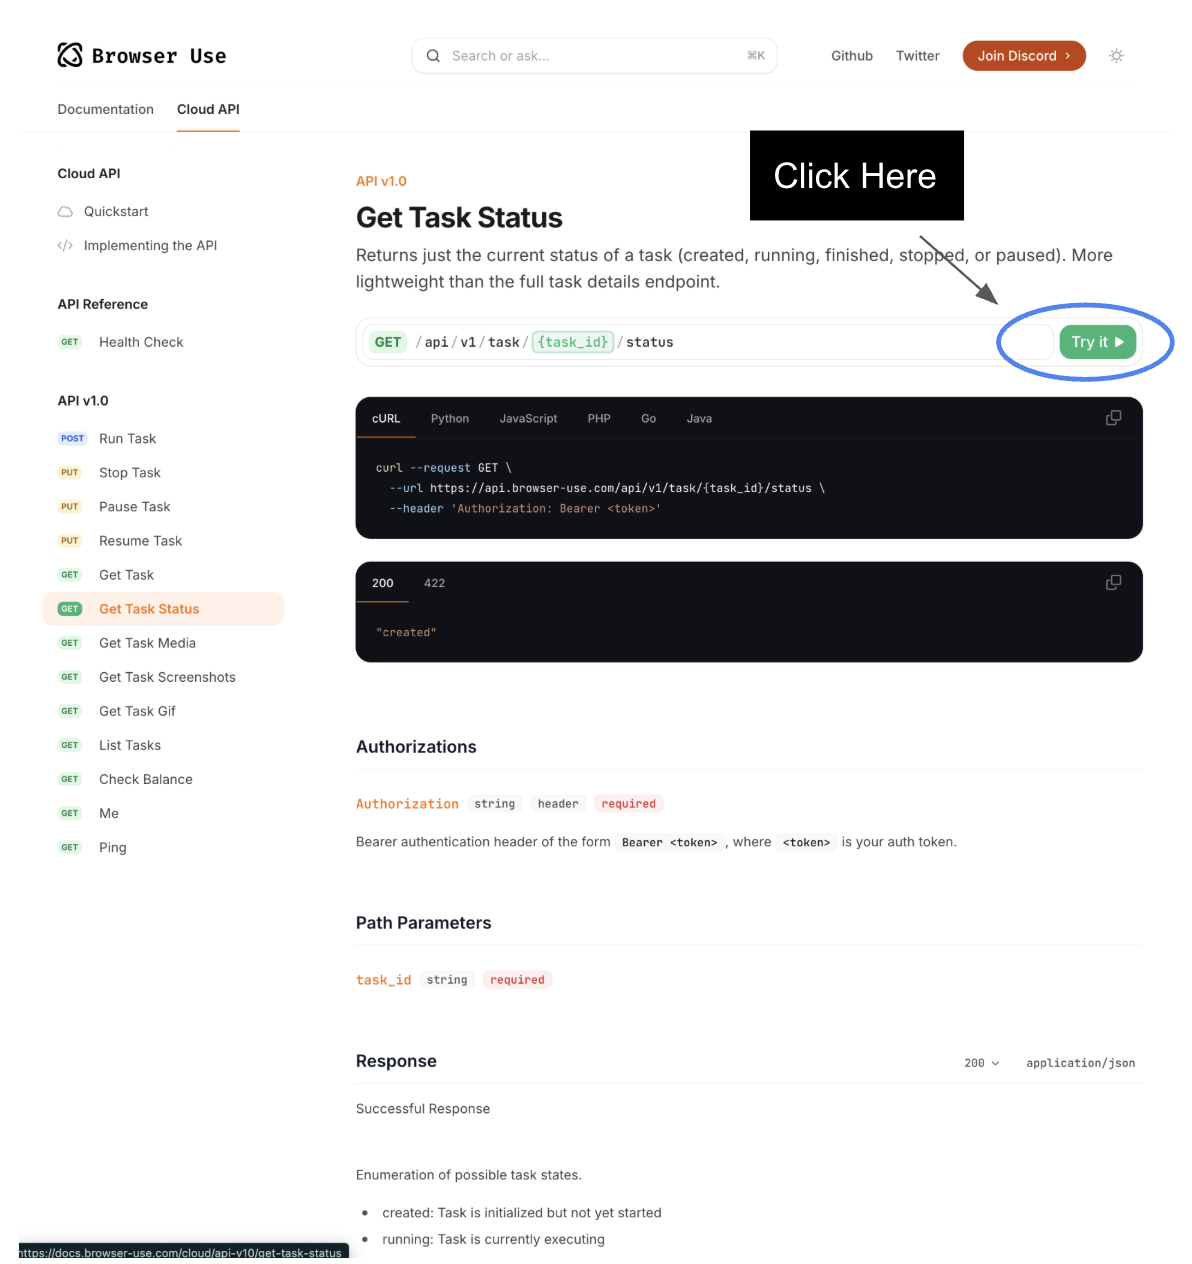 Browser Use
Search or ask...
⌘K
Github
Twitter
Join Discord ›
Documentation
Cloud API
Cloud API
Quickstart
</> Implementing the API
API Reference
GET Health Check
API v1.0
POST Run Task
PUT Stop Task
PUT Pause Task
PUT Resume Task
GET Get Task
GET Get Task Status
GET Get Task Media
GET Get Task Screenshots
GET Get Task Gif
GET List Tasks
GET Check Balance
GET Me
GET Ping
Click Here
API v1.0
Get Task Status
Returns just the current status of a task (created, running, finished, stopped, or paused). More
lightweight than the full task details endpoint.
GET /api/v1/task/{task_id}/status
Try it
cURL Python JavaScript PHP Go Java
curl --request GET \
--url https://api.browser-use.com/api/v1/task/{task_id}/status \
--header 'Authorization: Bearer <token>'
200 422
"created"
Authorizations
Authorization string header required
Bearer authentication header of the form Bearer <token> , where <token> is your auth token.
Path Parameters
task_id string required
Response
200
application/json
Successful Response
Enumeration of possible task states.
• created: Task is initialized but not yet started
• running: Task is currently executing
https://docs.browser-use.com/cloud/api-v10/get-task-status